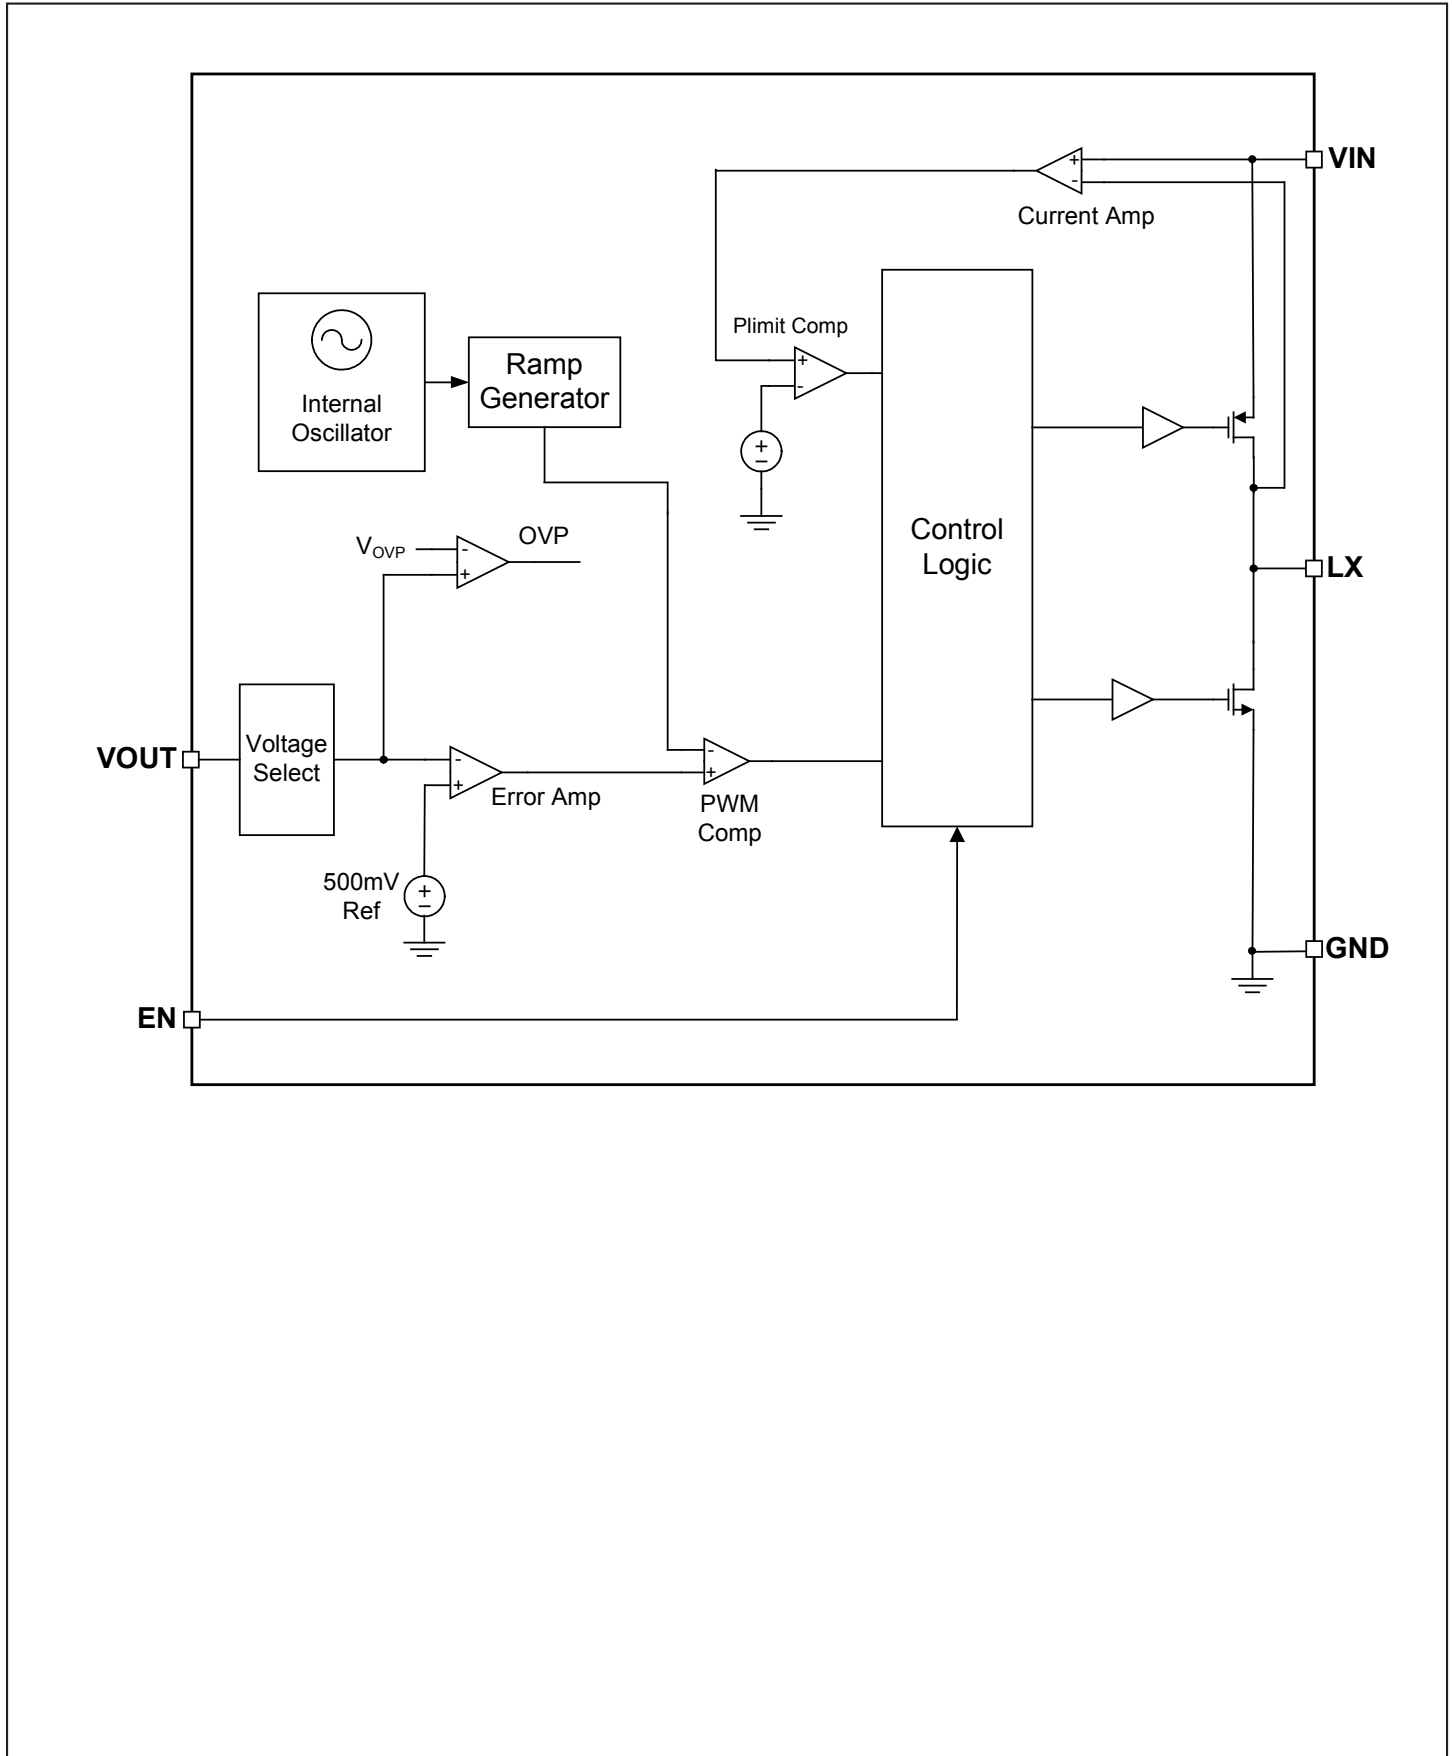 VIN
+
-
Current Amp
Plimit Comp
+
-
Internal
Oscillator
Ramp
Generator
+
−
Control
Logic
VOVP
-
+
OVP
LX
VOUT
Voltage
Select
-
+
Error Amp
-
+
PWM
Comp
500mV
Ref
+
−
GND
EN